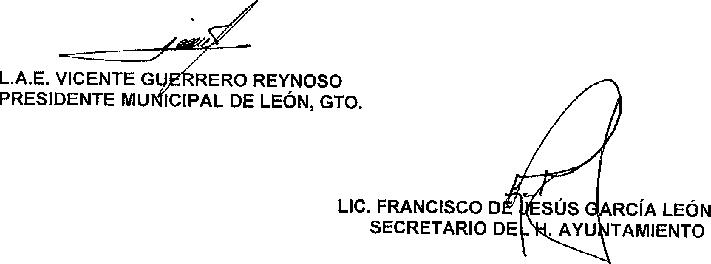 L.A.E. VICENTE GUERRERO REYNOSO
PRESIDENTE MUNICIPAL DE LEÓN, GTO.
LIC. FRANCISCO DE JESÚS GARCÍA LEÓN
SECRETARIO DEL H. AYUNTAMIENTO